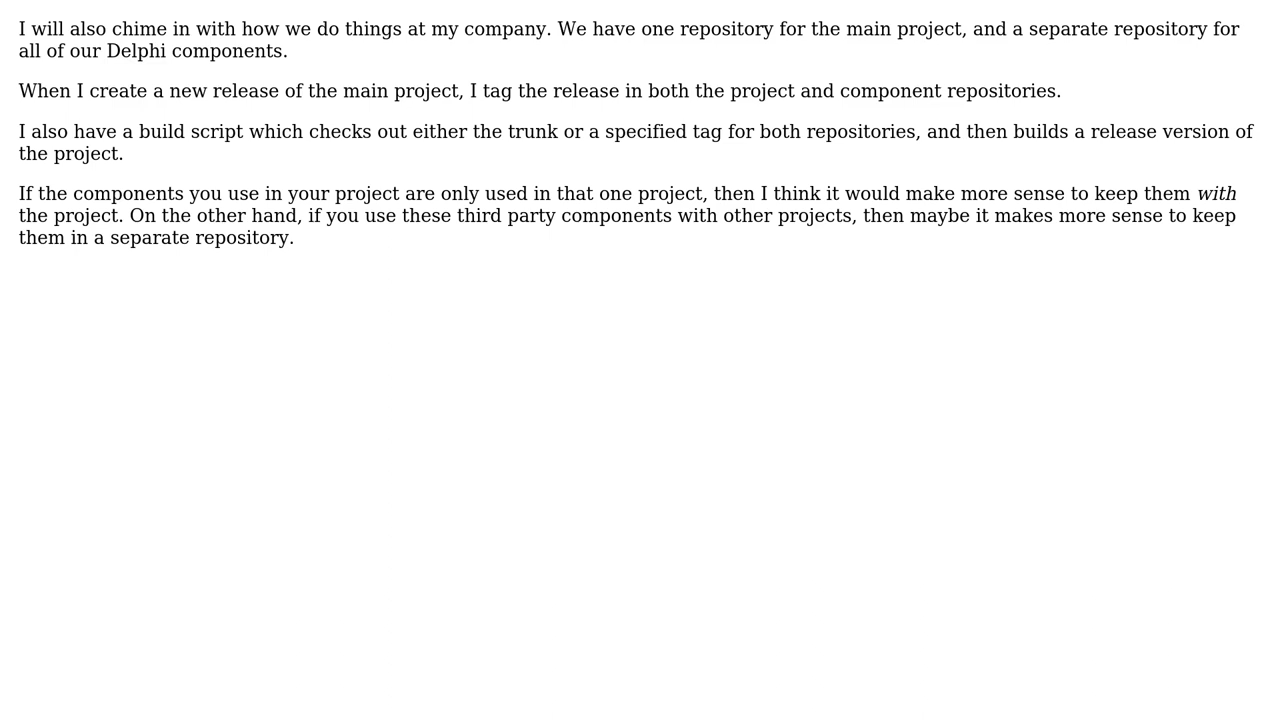 I will also chime in with how we do things at my company. We have one repository for the main project, and a separate repository for
all of our Delphi components.
When I create a new release of the main project, I tag the release in both the project and component repositories.
I also have a build script which checks out either the trunk or a specified tag for both repositories, and then builds a release version of
the project.
If the components you use in your project are only used in that one project, then I think it would make more sense to keep them with
the project. On the other hand, if you use these third party components with other projects, then maybe it makes more sense to keep
them in a separate repository.